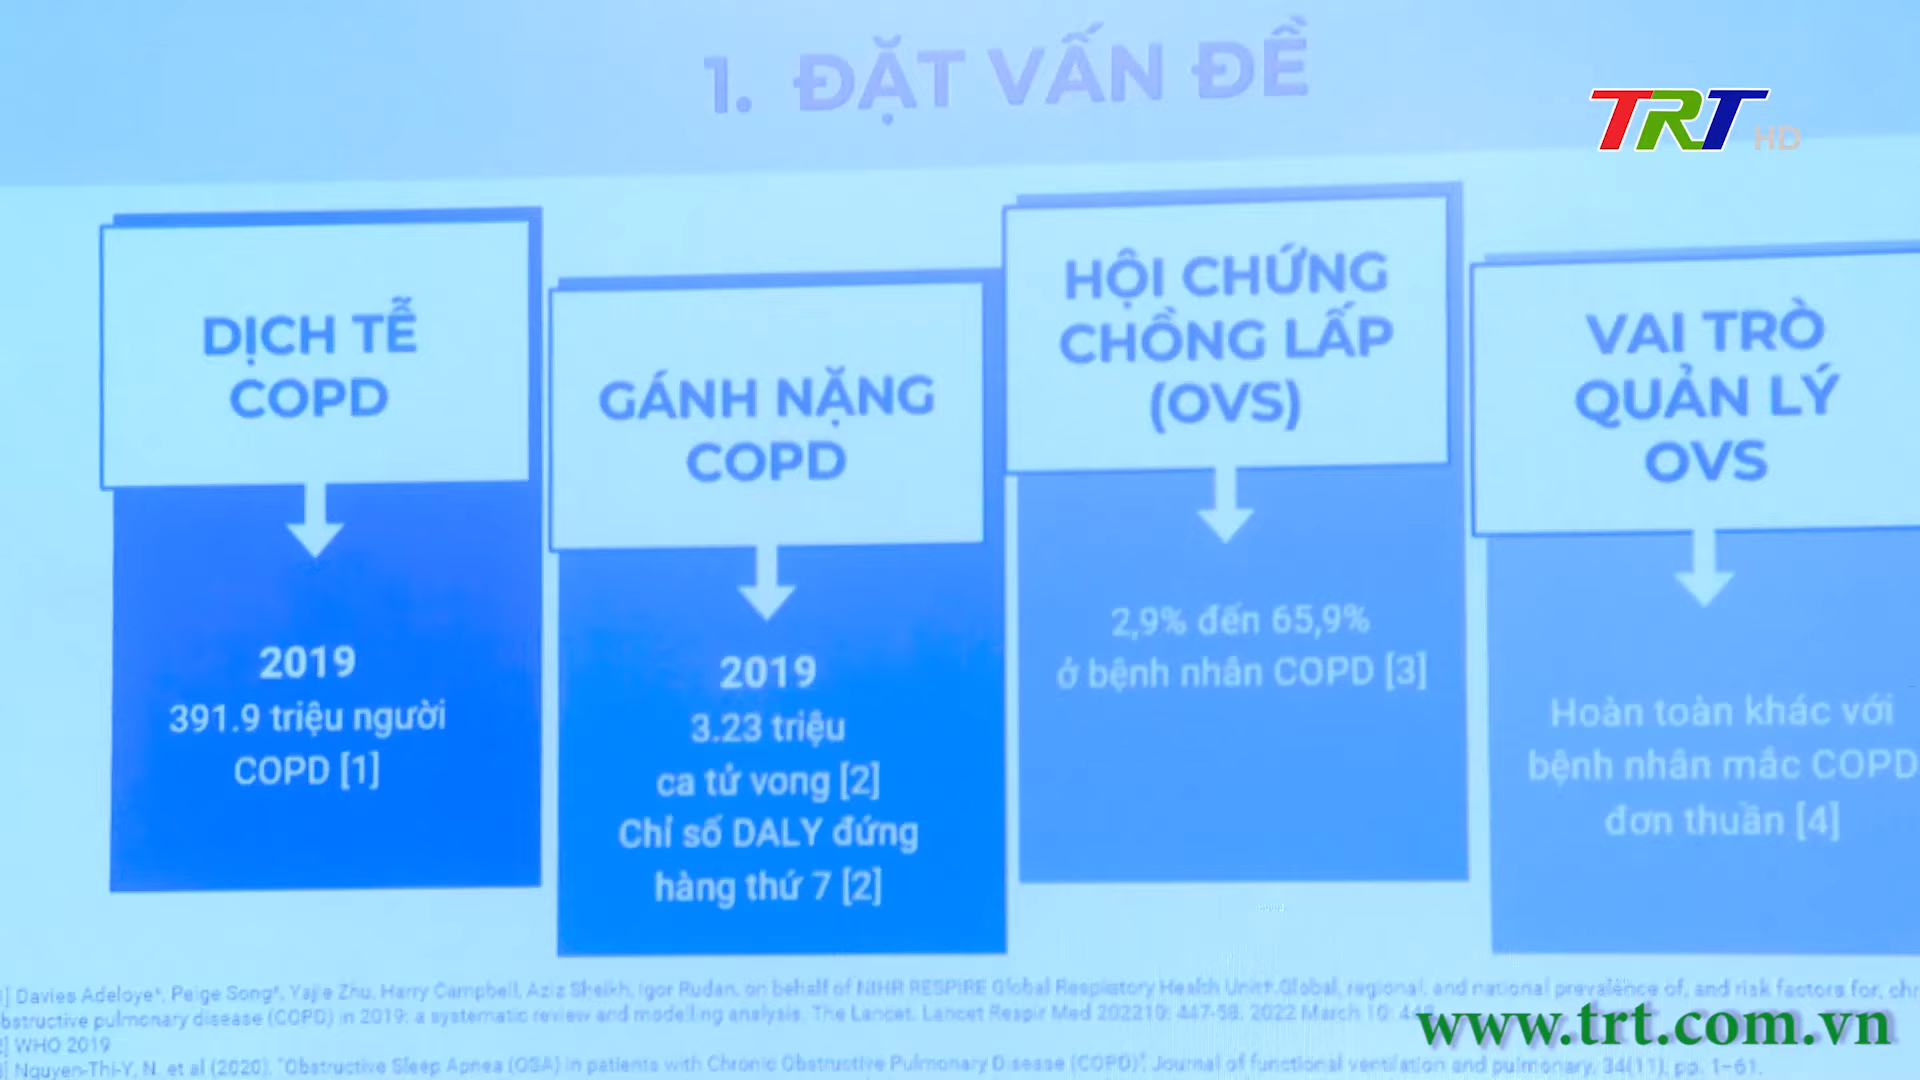 1. ĐẶT VẤN ĐỀ
TRT HD
DỊCH TỄ
COPD
2019
391.9 triệu người
COPD [1]
GÁNH NẶNG
COPD
2019
3.23 triệu
ca tử vong [2]
Chỉ số DALY đứng
hàng thứ 7 [2]
HỘI CHỨNG
CHỒNG LẤP
(OVS)
2,9% đến 65,9%
ở bệnh nhân COPD [3]
VAI TRÒ
QUẢN LÝ
OVS
Hoàn toàn khác với
bệnh nhân mắc COPD
đơn thuần [4]
] Davies Adeloye*, Peige Song*, Yajie Zhu, Harry Campbell, Aziz Sheikh, Igor Rudan, on behalf of NIHR RESPIRE Global Respiratory Health Unit*.Global, regional, and national prevalence of, and risk factors for, chr
bstructive pulmonary disease (COPD) in 2019: a systematic review and modelling analysis. The Lancet. Lancet Respir Med 202210: 447-58. 2022 March 10: 
] WHO 2019
] Nguyen-Thi-Y, N. et al (2020). "Obstructive Sleep Apnea (OSA) in patients with Chronic Obstructive Pulmonary Disease (COPD)", Journal of functional ventilation and pulmonary, 34(11), pp. 1–61.
www.trt.com.vn